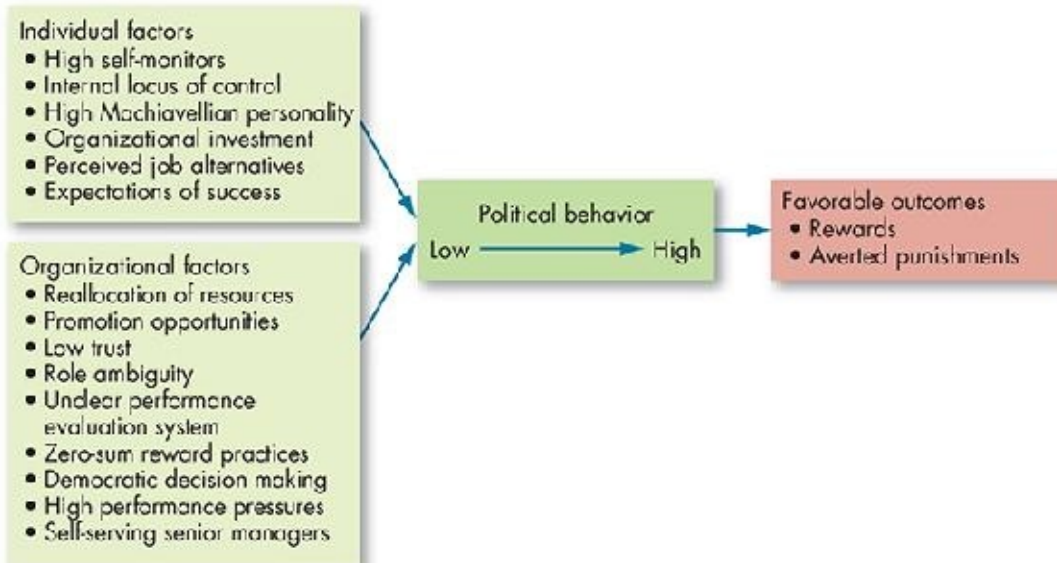 Individual factors
• High self-monitors
• Internal locus of control
• High Machiavellian personality
• Organizational investment
• Perceived job alternatives
• Expectations of success
Organizational factors
• Reallocation of resources
• Promotion opportunities
• Low trust
• Role ambiguity
• Unclear performance
evaluation system
• Zero-sum reward practices
• Democratic decision making
• High performance pressures
• Self-serving senior managers
Political behavior
Low High
Favorable outcomes
• Rewards
• Averted punishments